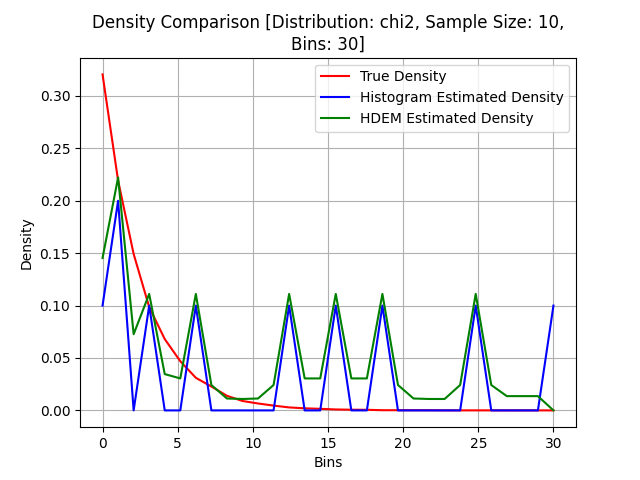 Density Comparison [Distribution: chi2, Sample Size: 10,
Bins: 30]
True Density
Histogram Estimated Density
HDEM Estimated Density
Density
0.30
0.25
0.20
0.15
0.10
0.05
0.00
0 5 10 15 20 25 30
Bins